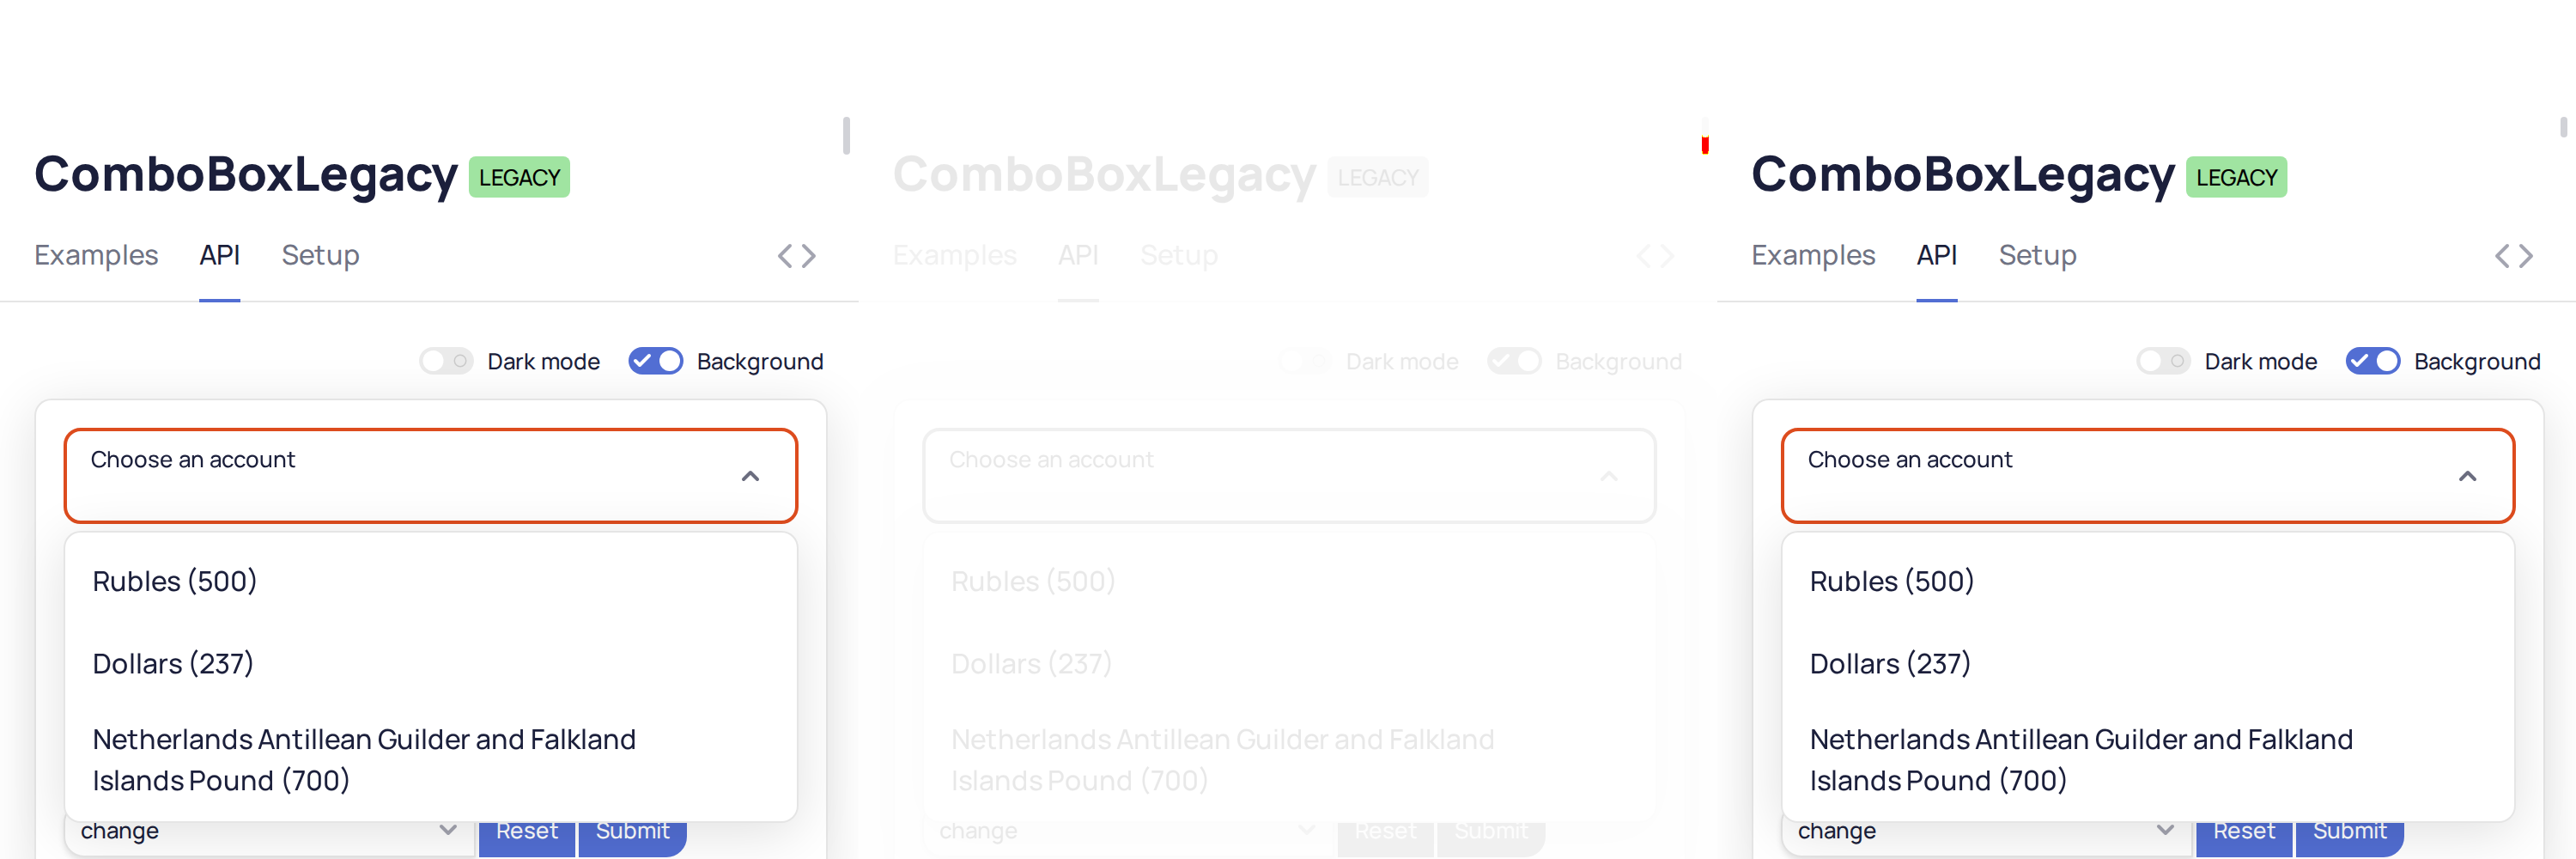 ComboBoxLegacy LEGACY
Examples API Setup
Dark mode Background
Choose an account
Rubles (500)
Dollars (237)
Netherlands Antillean Guilder and Falkland
Islands Pound (700)
change Reset Submit
ComboBoxLegacy LEGACY
Examples API Setup
Dark mode Background
Choose an account
Rubles (500)
Dollars (237)
Netherlands Antillean Guilder and Falkland
Islands Pound (700)
change Reset Submit
ComboBoxLegacy LEGACY
Examples API Setup
Dark mode Background
Choose an account
Rubles (500)
Dollars (237)
Netherlands Antillean Guilder and Falkland
Islands Pound (700)
change Reset Submit